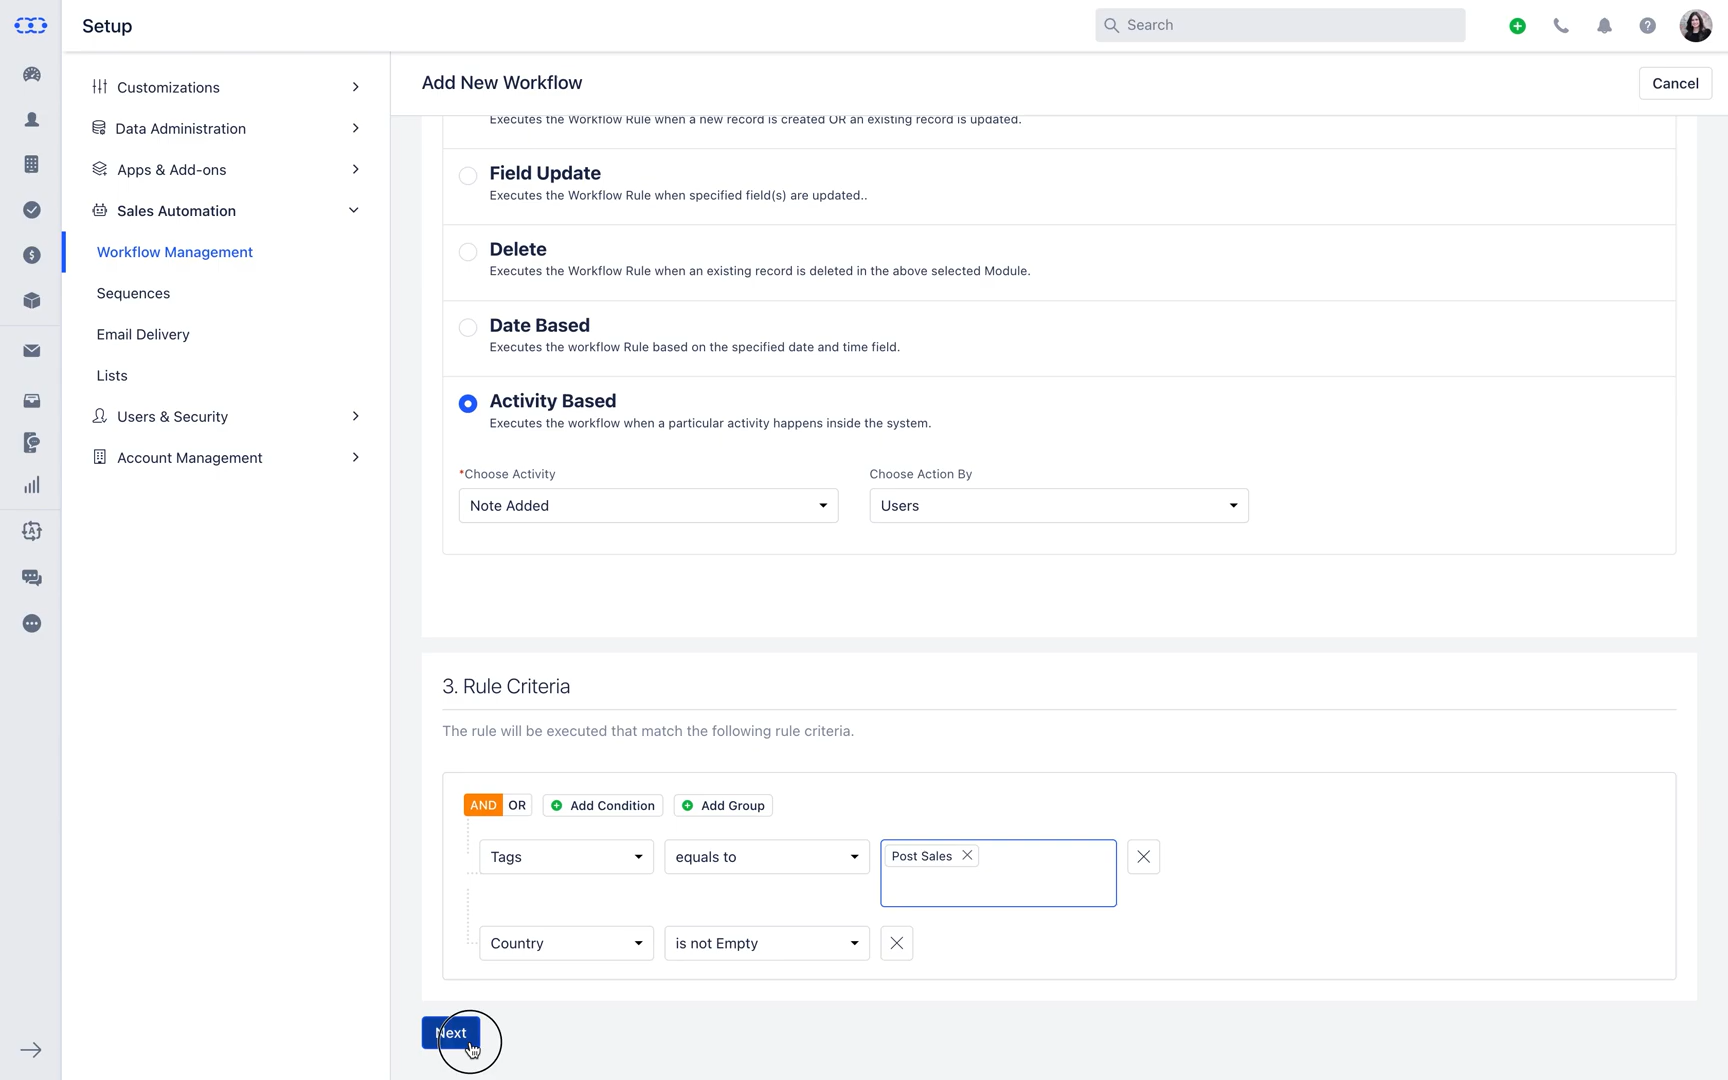 Setup
Search
Customizations
Data Administration
Apps & Add-ons
Sales Automation
Workflow Management
Sequences
Email Delivery
Lists
Users & Security
Account Management
Add New Workflow
Cancel
Executes the Workflow Rule when a new record is created OR an existing record is updated.
Field Update
Executes the Workflow Rule when specified field(s) are updated..
Delete
Executes the Workflow Rule when an existing record is deleted in the above selected Module.
Date Based
Executes the workflow Rule based on the specified date and time field.
Activity Based
Executes the workflow when a particular activity happens inside the system.
*Choose Activity
Choose Action By
Note Added
Users
3. Rule Criteria
The rule will be executed that match the following rule criteria.
AND OR Add Condition Add Group
Tags equals to Post Sales
Country is not Empty
Next